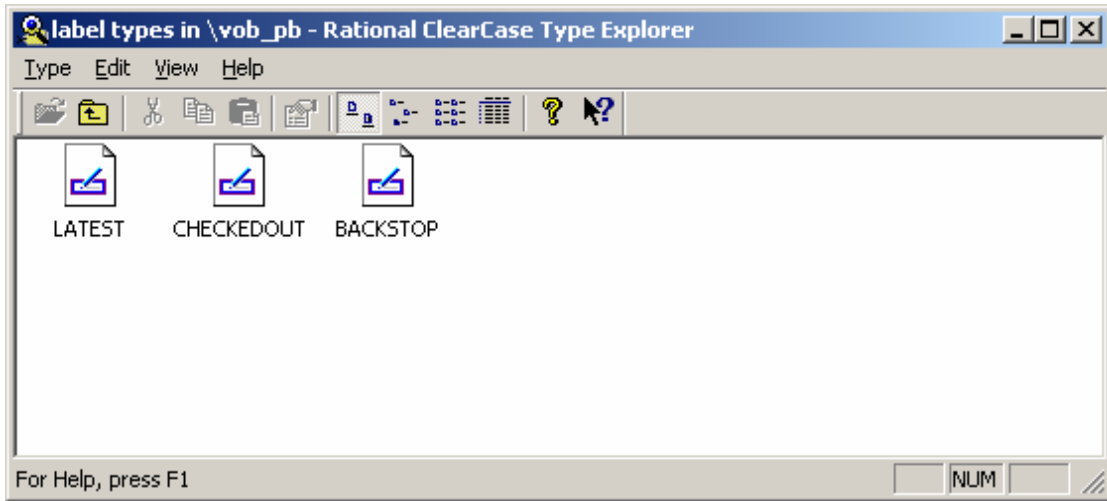 label types in \vob_pb - Rational ClearCase Type Explorer
Type Edit View Help
LATEST CHECKEDOUT BACKSTOP
For Help, press F1 NUM